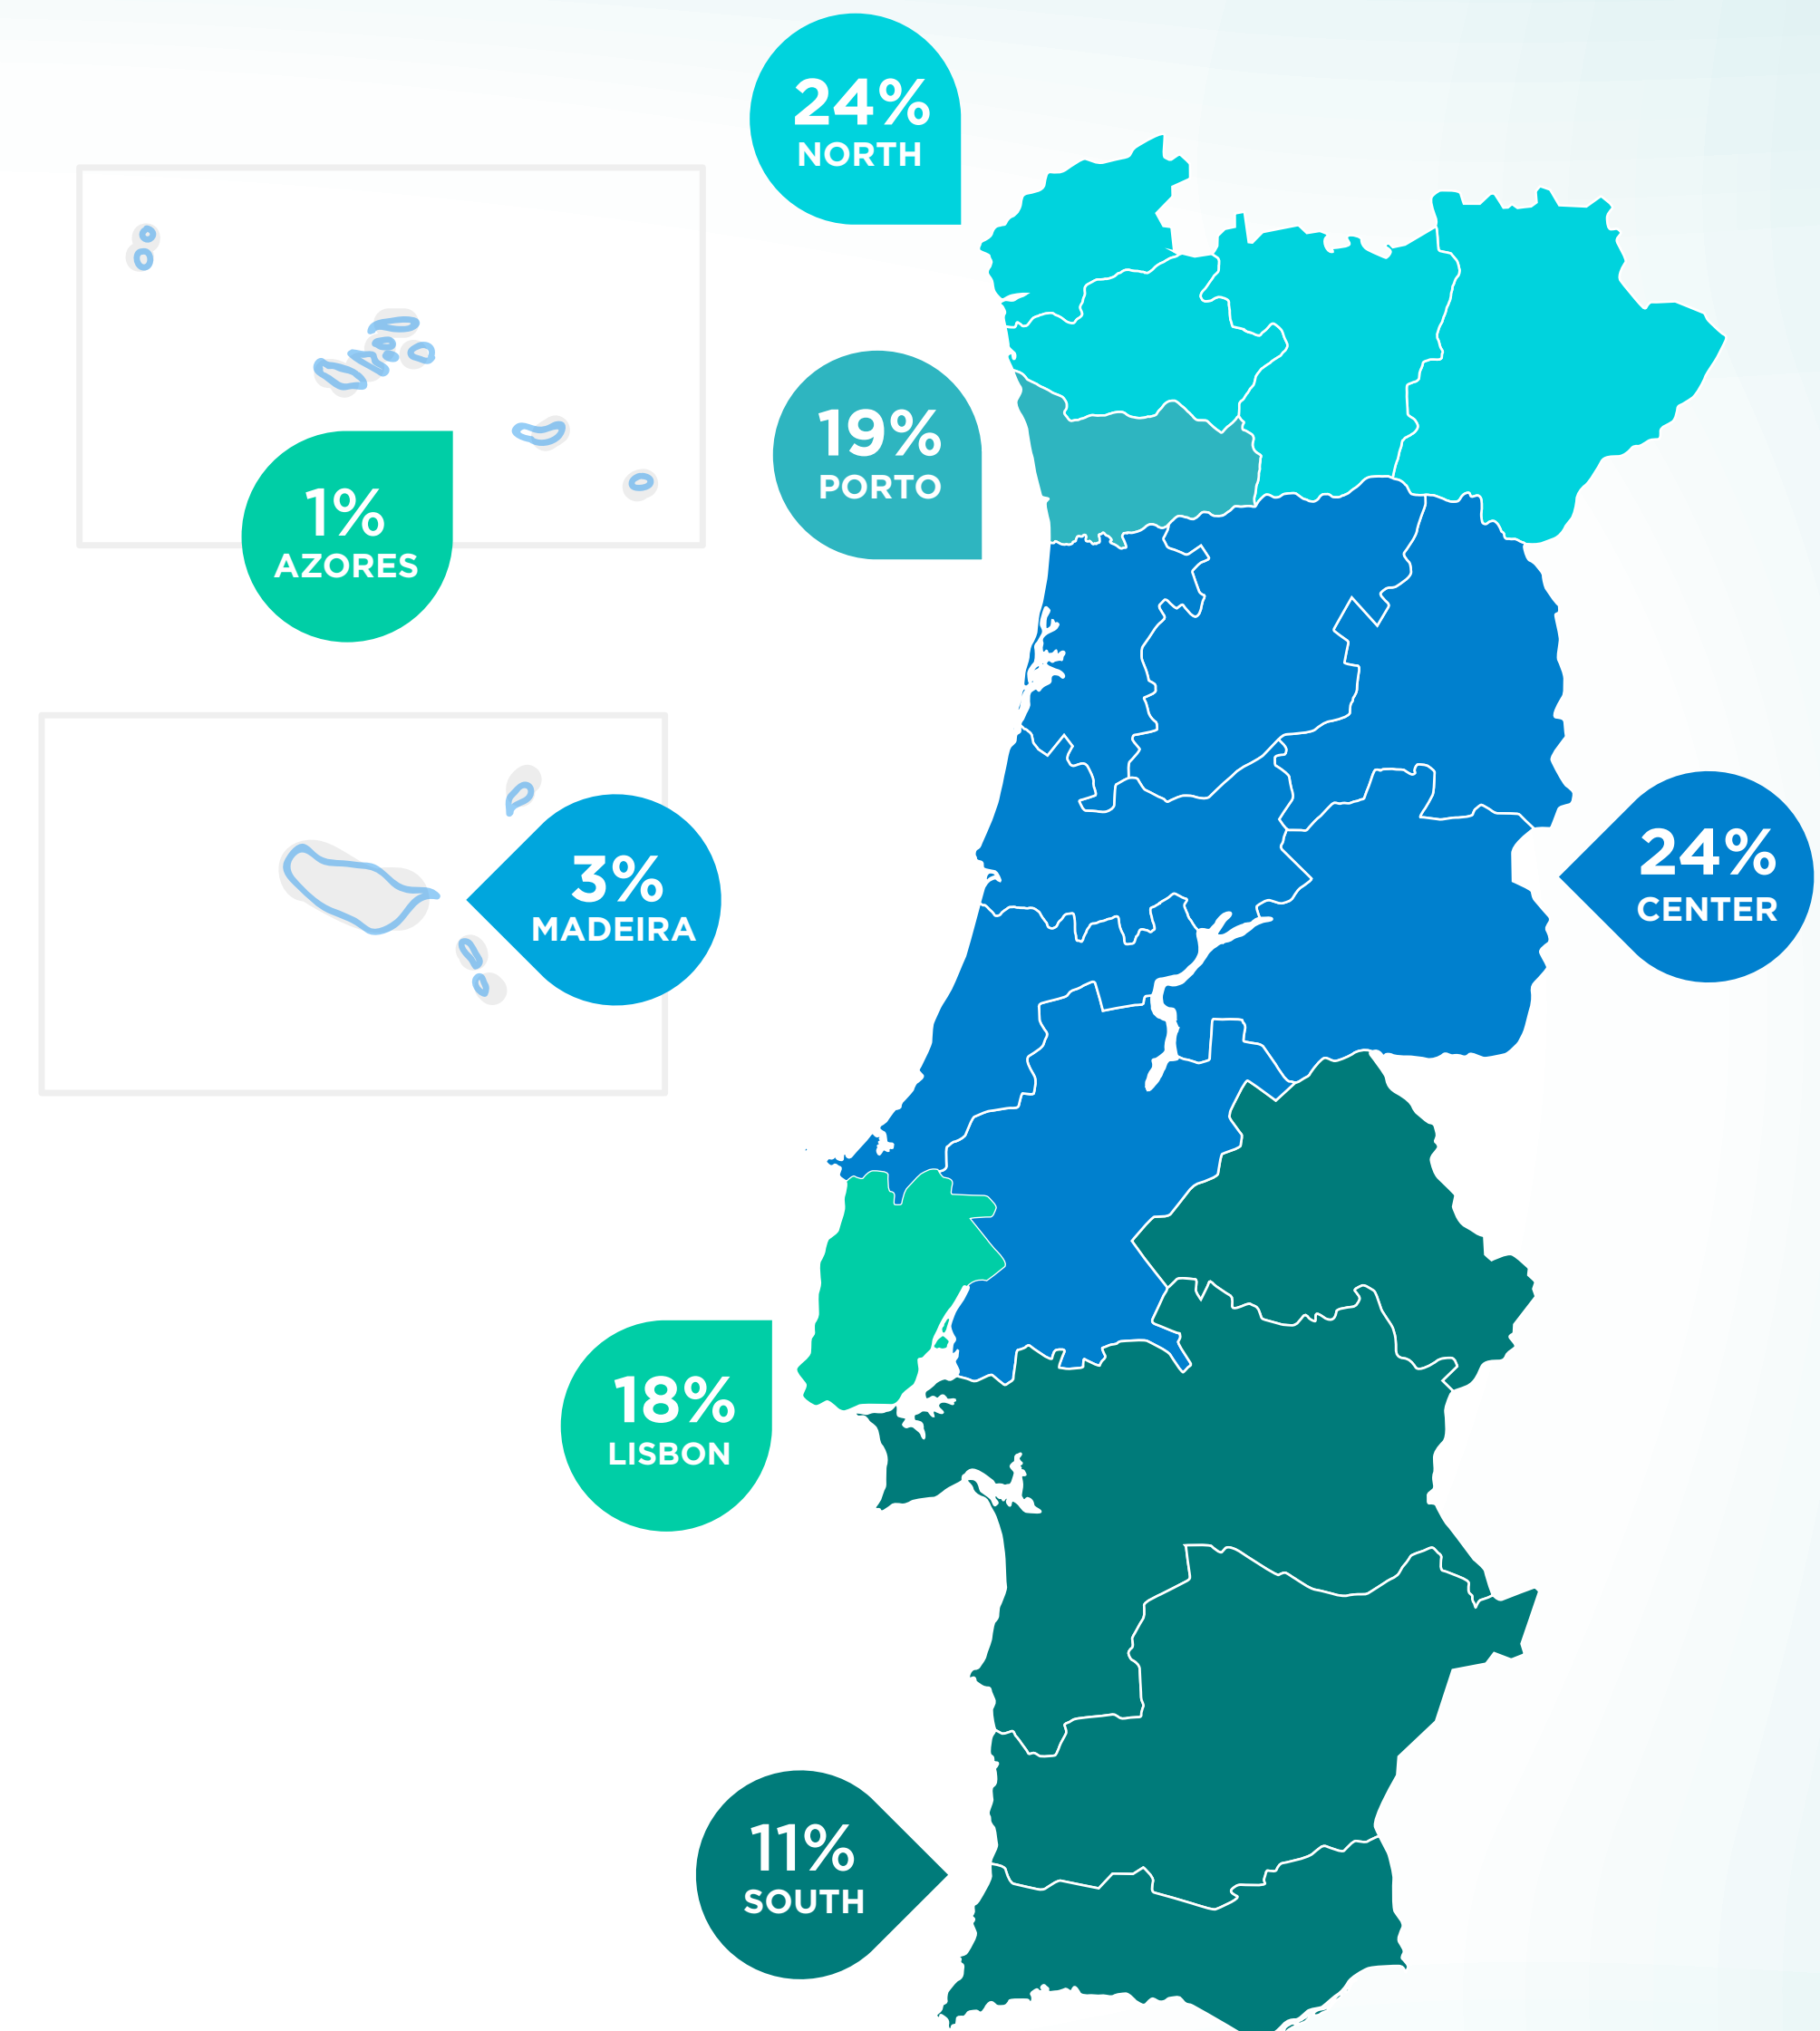 24%
NORTH
19%
PORTO
1%
AZORES
3%
MADEIRA
24%
CENTER
18%
LISBON
11%
SOUTH